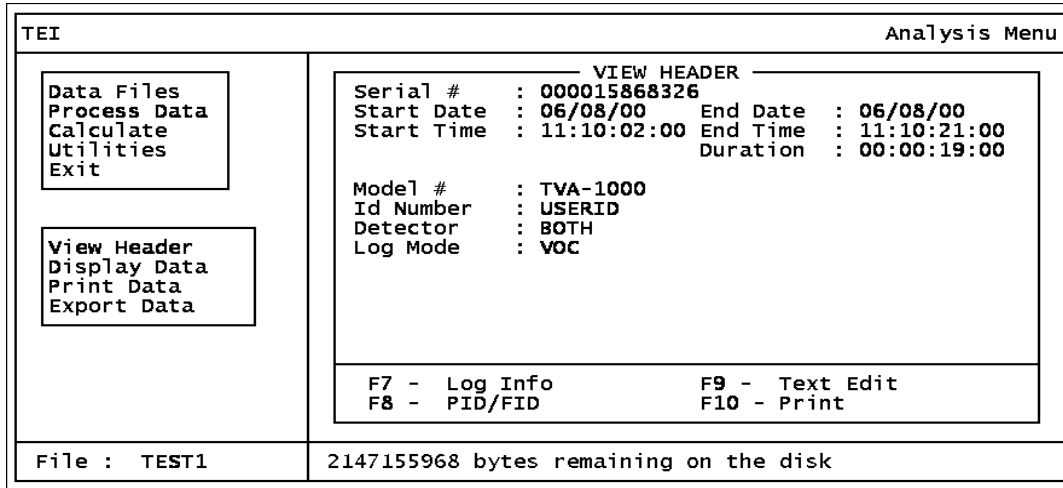 TEI Analysis Menu
Data Files
Process Data
Calculate
Utilities
Exit
View Header
Display Data
Print Data
Export Data
VIEW HEADER
Serial # : 000015868326
Start Date : 06/08/00 End Date : 06/08/00
Start Time : 11:10:02:00 End Time : 11:10:21:00
Duration : 00:00:19:00
Model # : TVA-1000
Id Number : USERID
Detector : BOTH
Log Mode : VOC
F7 - Log Info F9 - Text Edit
F8 - PID/FID F10 - Print
File : TEST1 2147155968 bytes remaining on the disk